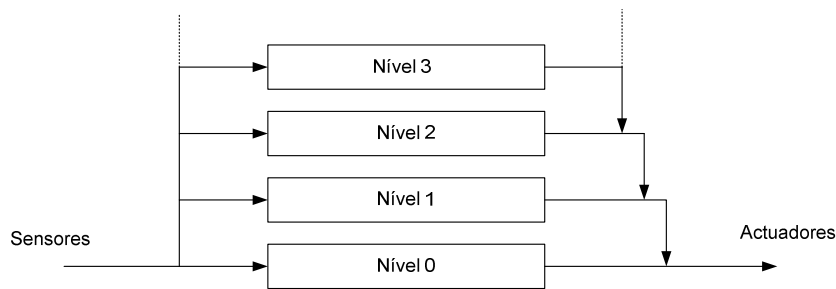 Nível 3
Nível 2
Nível 1
Sensores
Actuadores
Nível 0